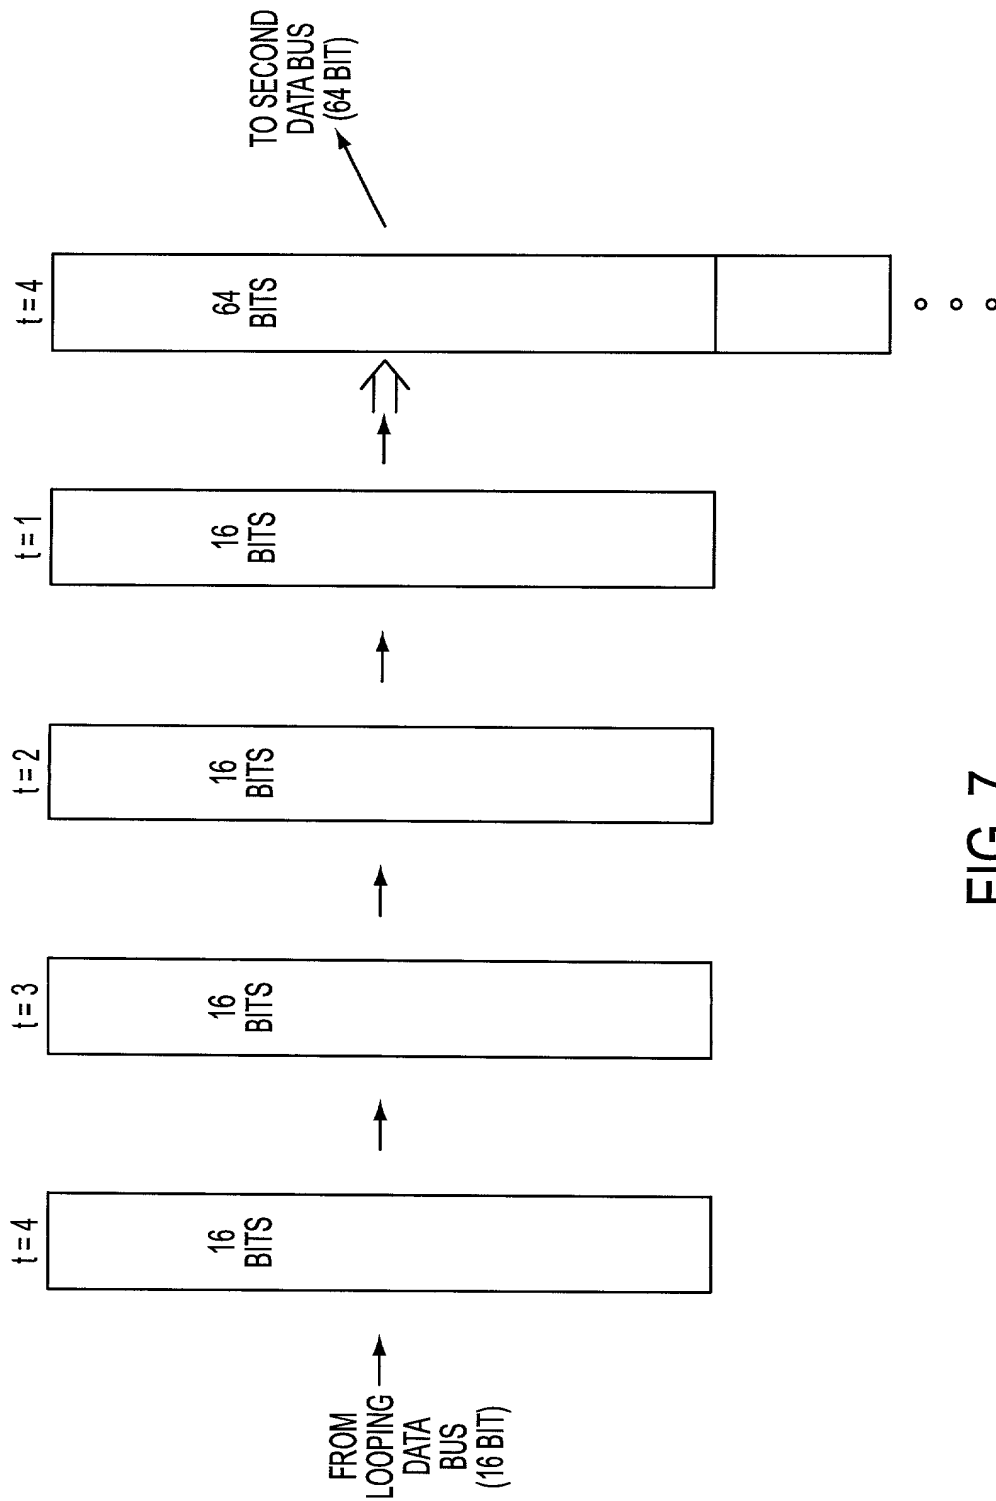 FROM
LOOPING
DATA
BUS
(16 BIT)
t = 4
16
BITS
t = 3
16
BITS
t = 2
16
BITS
t = 1
16
BITS
t = 4
64
BITS
TO SECOND
DATA BUS
(64 BIT)
FIG. 7